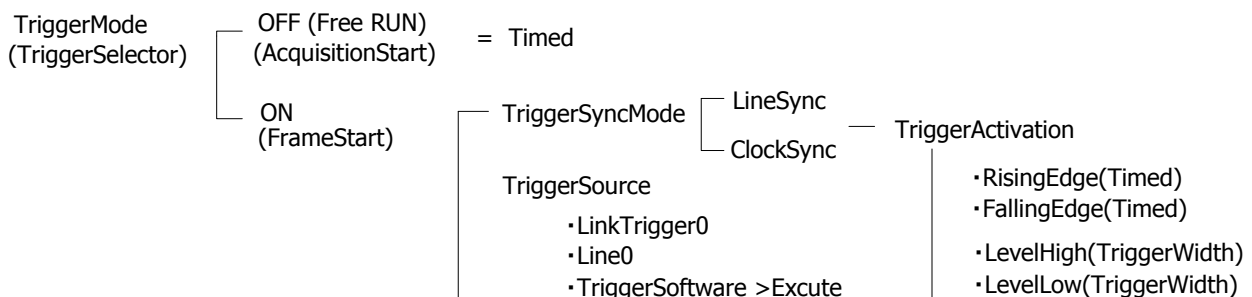 TriggerMode
(TriggerSelector)
OFF (Free RUN)
(AcquisitionStart)
= Timed
ON
(FrameStart)
TriggerSyncMode
LineSync
ClockSync
TriggerActivation
・RisingEdge(Timed)
・FallingEdge(Timed)
・LevelHigh(TriggerWidth)
・LevelLow(TriggerWidth)
TriggerSource
・LinkTrigger0
・Line0
・TriggerSoftware >Excute